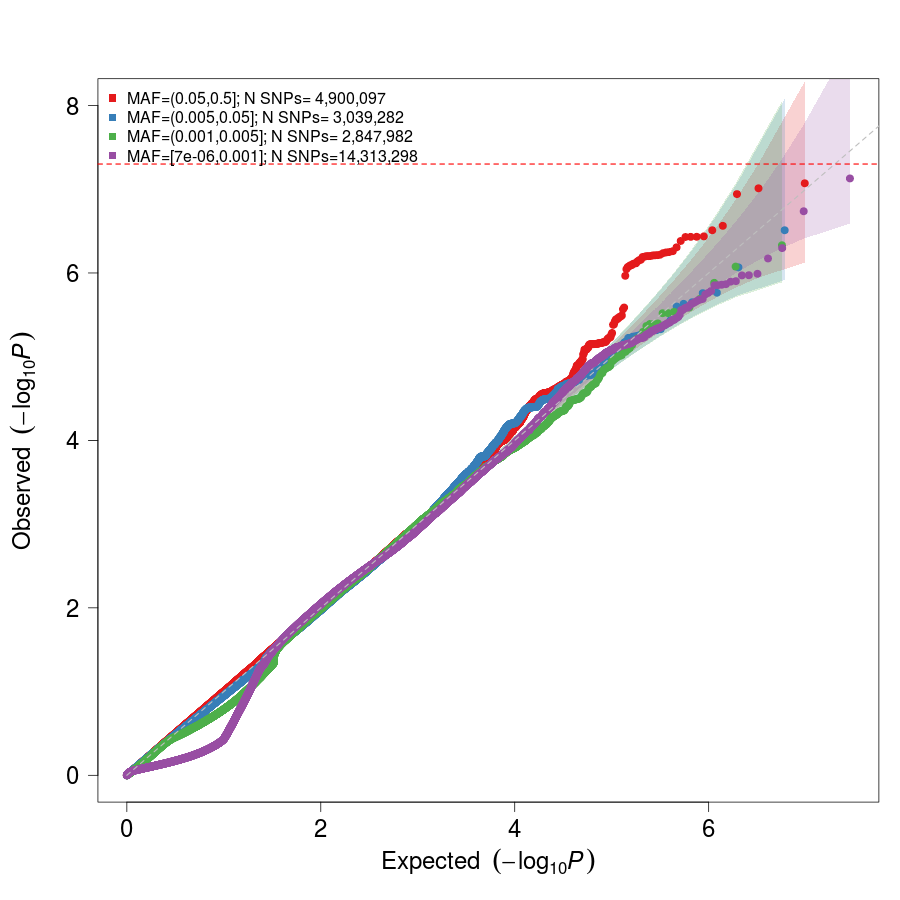 MAF=(0.05,0.5]; N SNPs= 4,900,097
MAF=(0.005,0.05]; N SNPs= 3,039,282
MAF=(0.001,0.005]; N SNPs= 2,847,982
MAF=[7e-06,0.001]; N SNPs=14,313,298
8
6
4
2
0
Observed (−log10P)
0 2 4 6
Expected (−log10P)